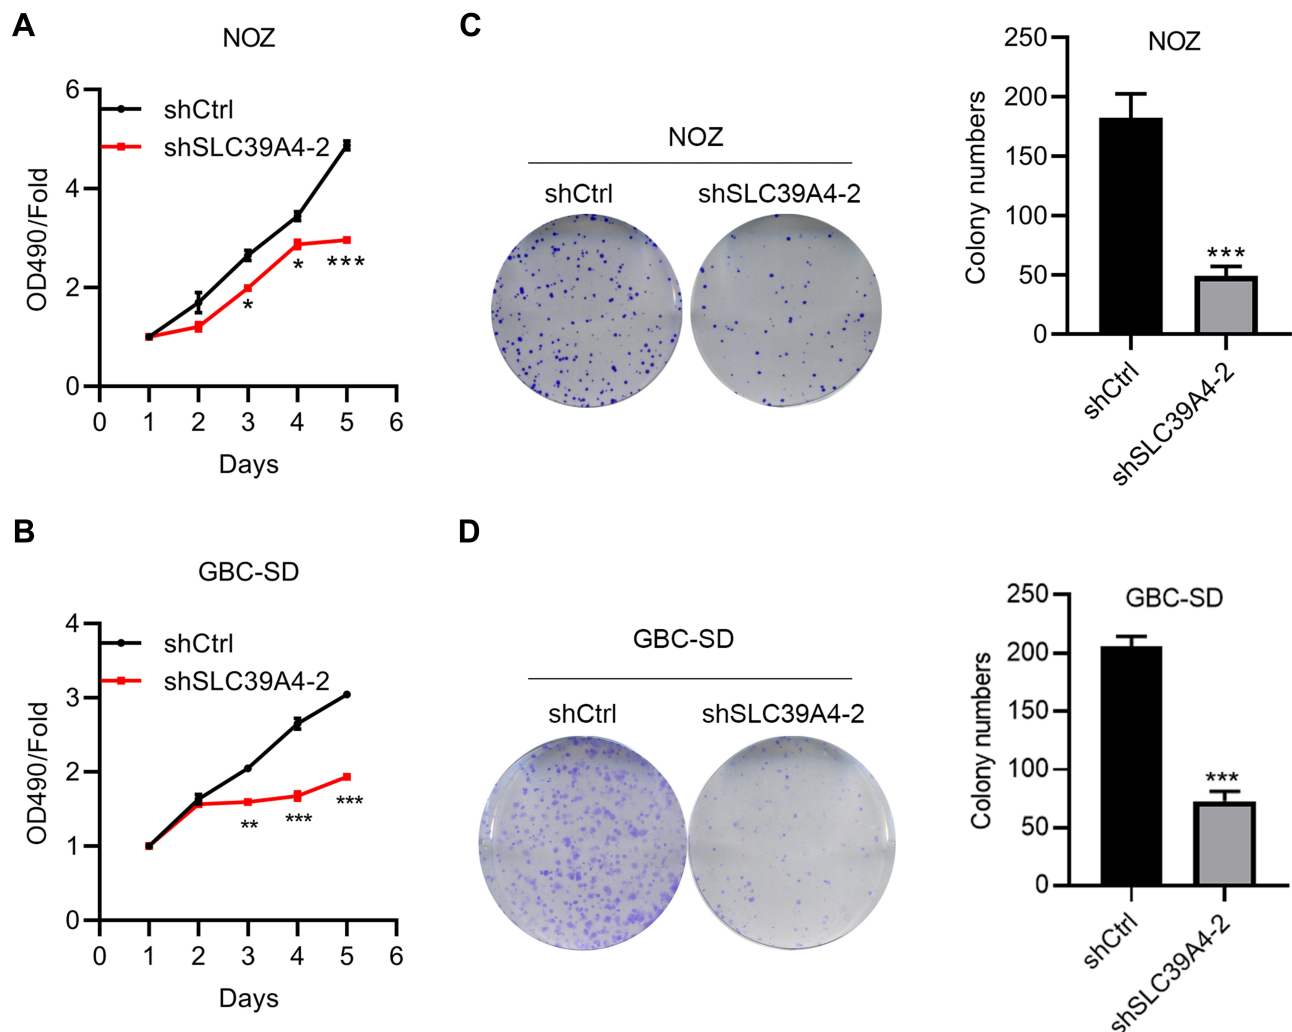 A
NOZ
6
4
2
0
0 1 2 3 4 5 6
OD490/Fold
Days
shCtrl
shSLC39A4-2
*
*
***
C
NOZ
shCtrl
shSLC39A4-2
NOZ
250
200
150
100
50
0
Colony numbers
***
shCtrl
shSLC39A4-2
B
GBC-SD
4
3
2
1
0
0 1 2 3 4 5 6
OD490/Fold
Days
shCtrl
shSLC39A4-2
**
***
***
D
GBC-SD
shCtrl
shSLC39A4-2
GBC-SD
250
200
150
100
50
0
Colony numbers
***
shCtrl
shSLC39A4-2